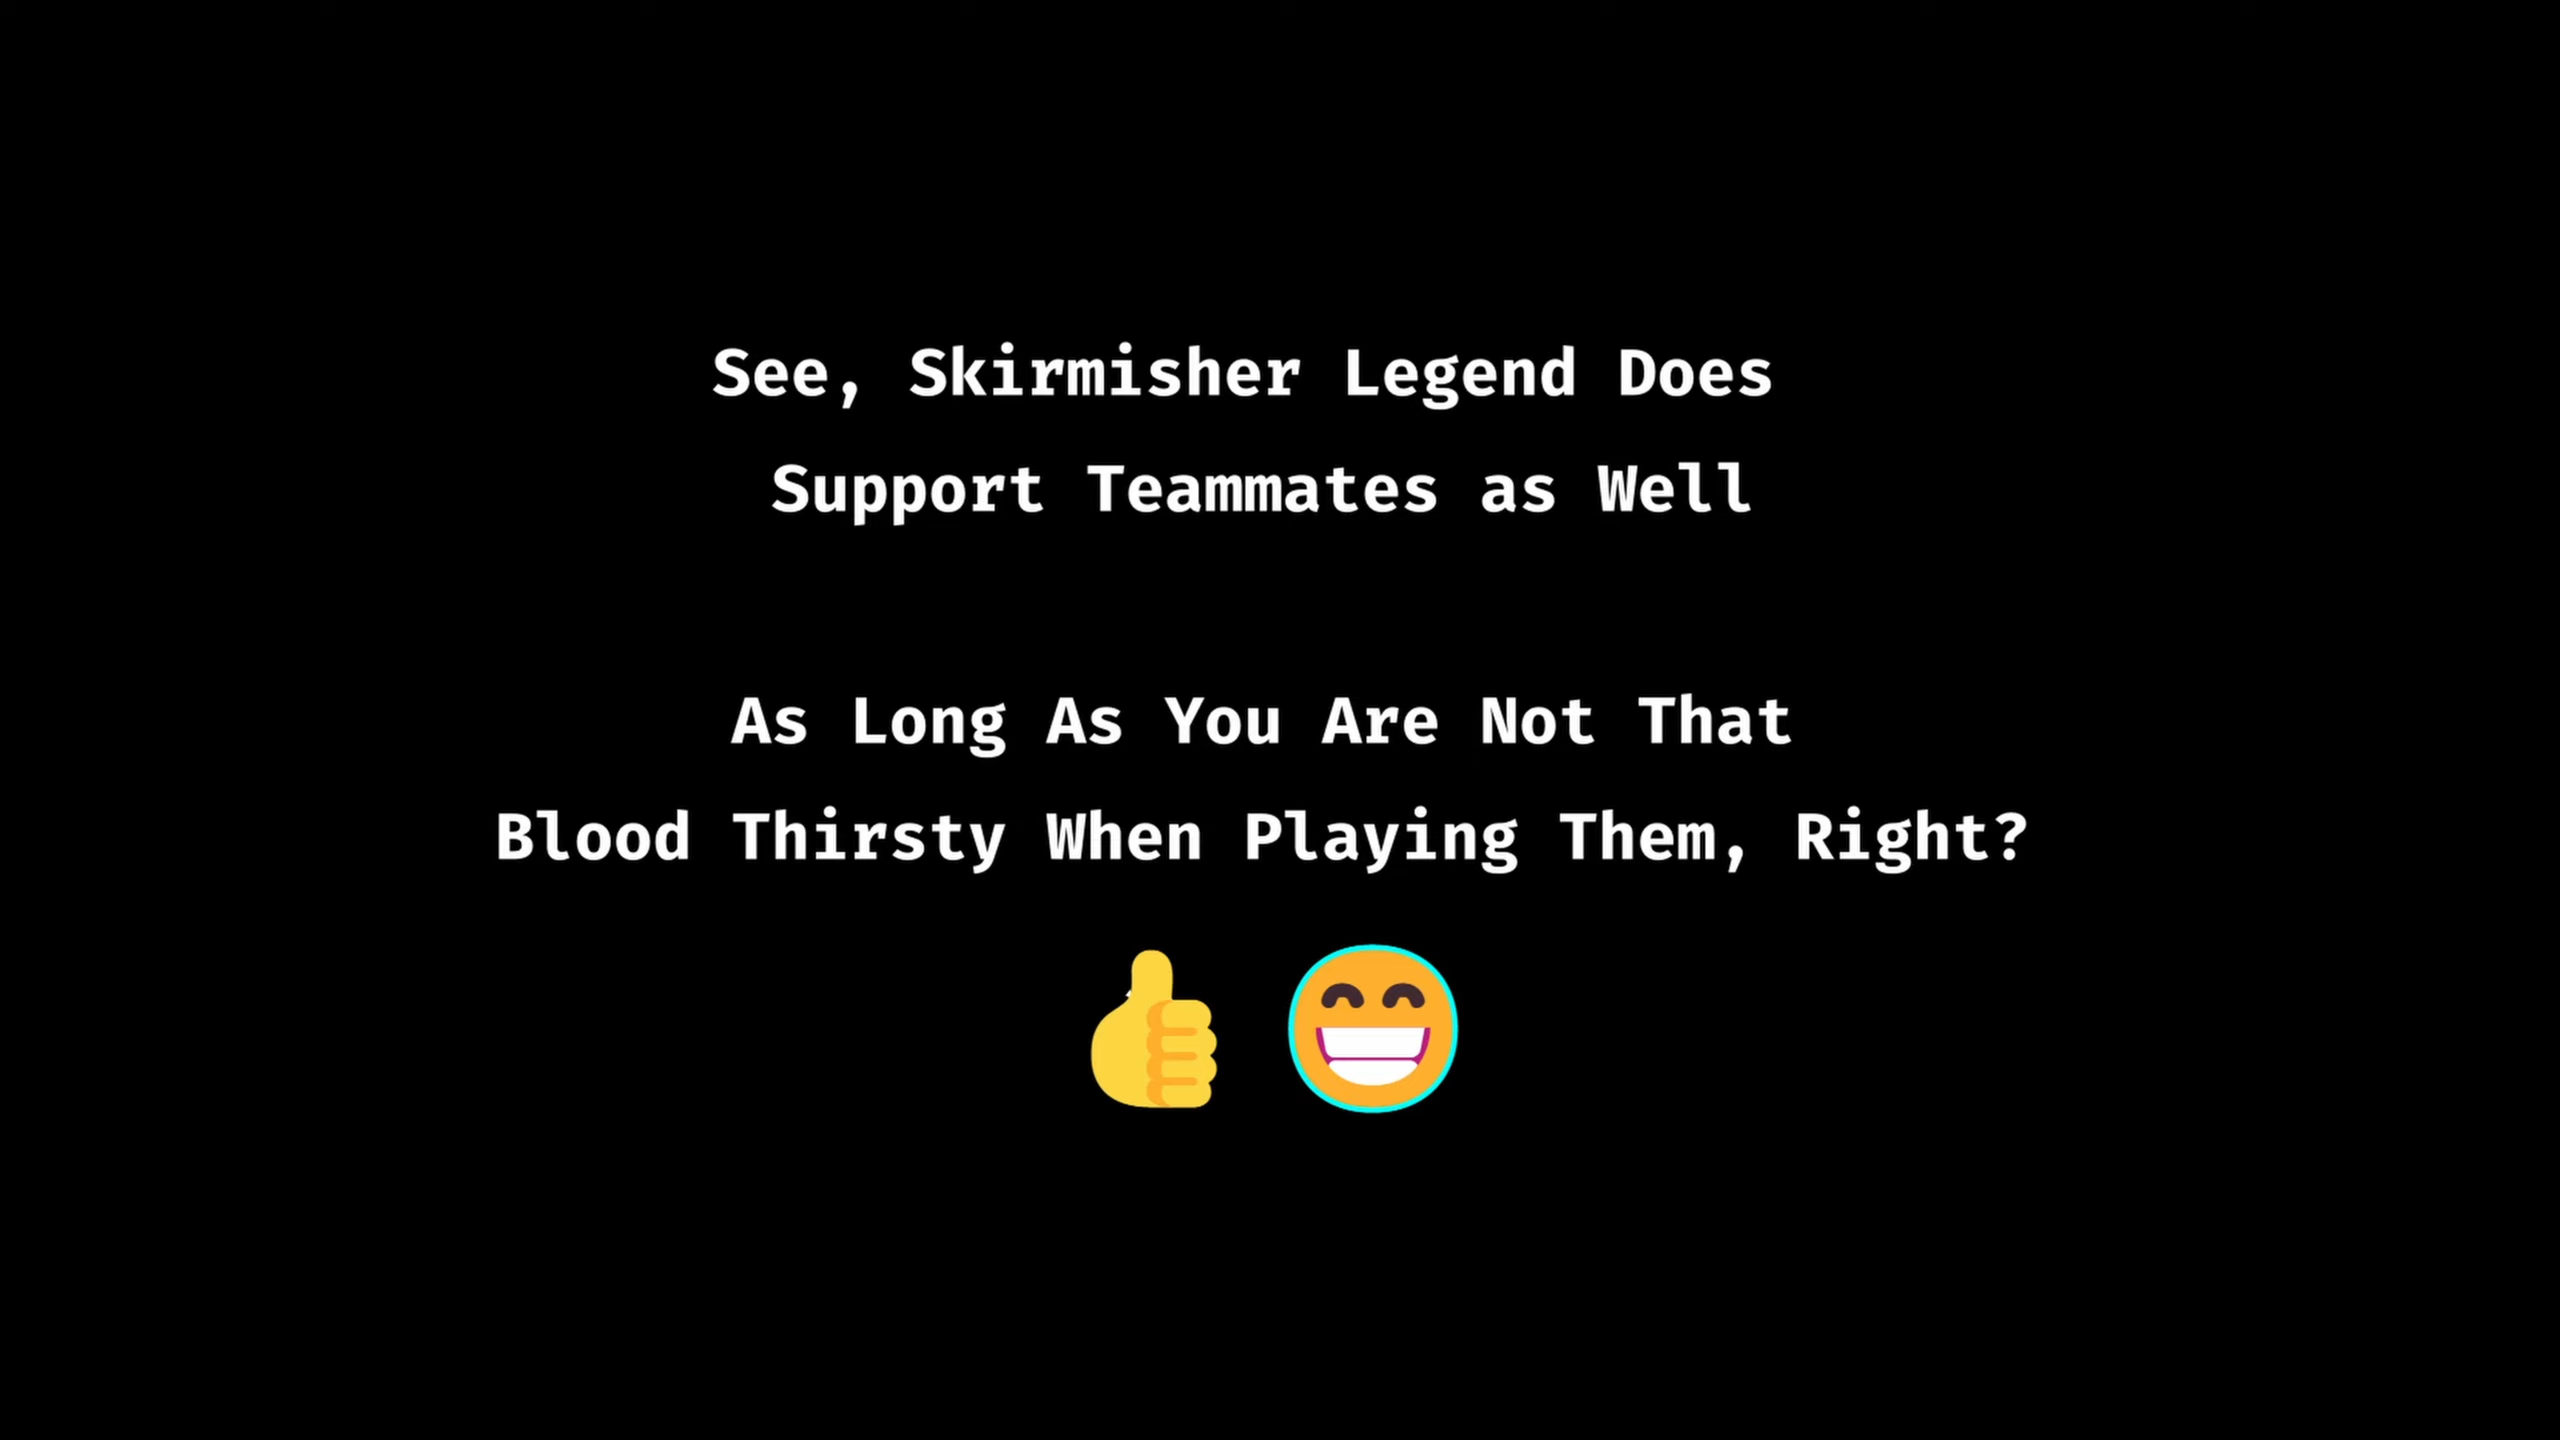 See, Skirmisher Legend Does
Support Teammates as Well
As Long As You Are Not That
Blood Thirsty When Playing Them, Right?